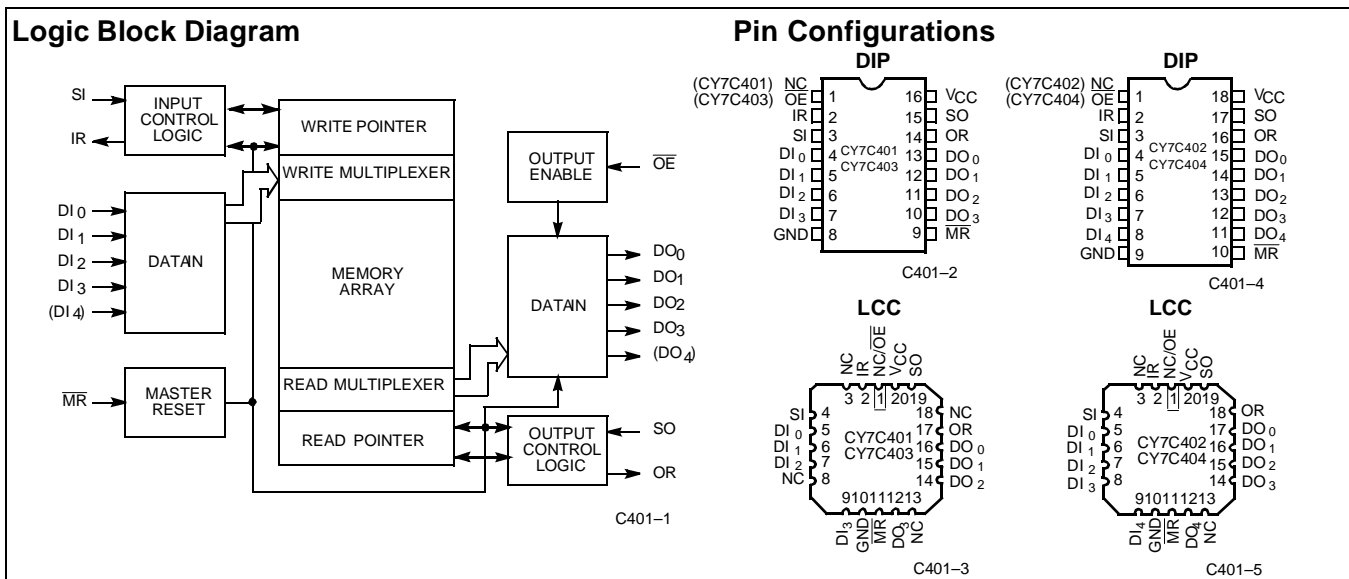 Logic Block Diagram
SI
IR
INPUT
CONTROL
LOGIC
WRITE POINTER
WRITE MULTIPLEXER
MEMORY
ARRAY
READ MULTIPLEXER
READ POINTER
DI0
DI1
DI2
DI3
(DI4)
DATAIN
MR
MASTER
RESET
OUTPUT
ENABLE
OE
DATAIN
DO0
DO1
DO2
DO3
(DO4)
OUTPUT
CONTROL
LOGIC
SO
OR
C401–1
Pin Configurations
DIP
(CY7C401) NC
(CY7C403) OE 1 16 VCC
IR 2 15 SO
SI 3 14 OR
DI0 4 CY7C401 13 DO0
DI1 5 CY7C403 12 DO1
DI2 6 11 DO2
DI3 7 10 DO3
GND 8 9 MR
C401–2
DIP
(CY7C402) NC
(CY7C404) OE 1 18 VCC
IR 2 17 SO
SI 3 16 OR
DI0 4 CY7C402 15 DO0
DI1 5 CY7C404 14 DO1
DI2 6 13 DO2
DI3 7 12 DO3
DI4 8 11 DO4
GND 9 10 MR
C401–4
LCC
NC IR NC/OE VCC SO
3 2 1 20 19
SI 4 18 NC
DI0 5 17 OR
DI1 6 CY7C401 16 DO0
DI2 7 CY7C403 15 DO1
NC 8 14 DO2
9 10 11 12 13
DI3 GND MR DO3 NC
C401–3
LCC
NC IR NC/OE VCC SO
3 2 1 20 19
SI 4 18 OR
DI0 5 17 DO0
DI1 6 CY7C402 16 DO1
DI2 7 CY7C404 15 DO2
DI3 8 14 DO3
9 10 11 12 13
DI4 GND MR DO4 NC
C401–5